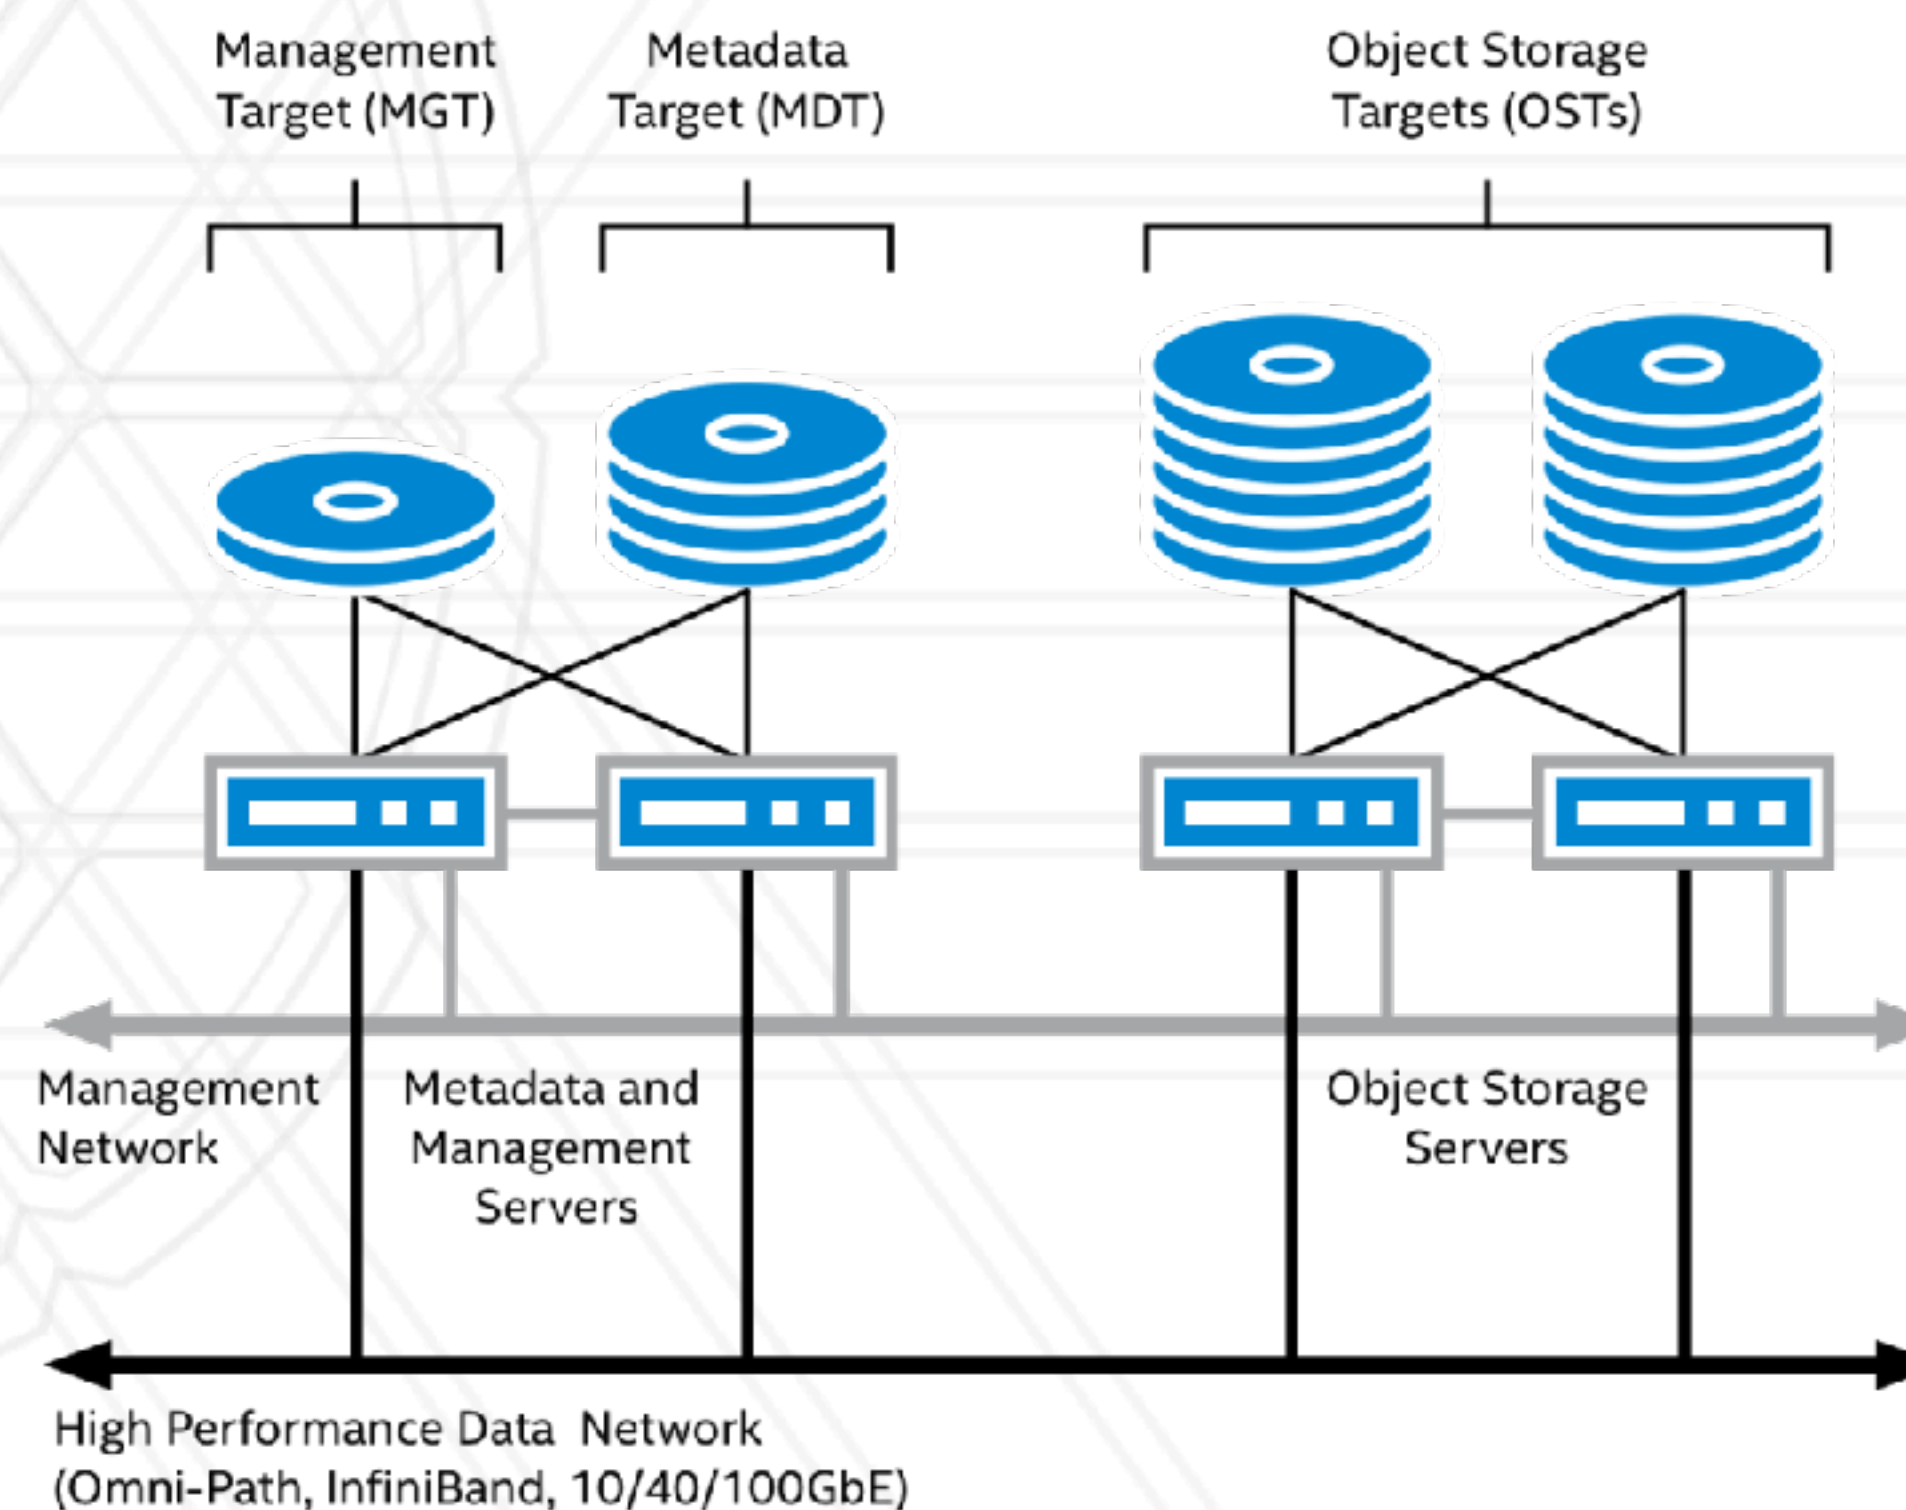 Management
Target (MGT)
Metadata
Target (MDT)
Object Storage
Targets (OSTs)
Management
Network
Metadata and
Management
Servers
Object Storage
Servers
High Performance Data Network
(Omni-Path, InfiniBand, 10/40/100GbE)